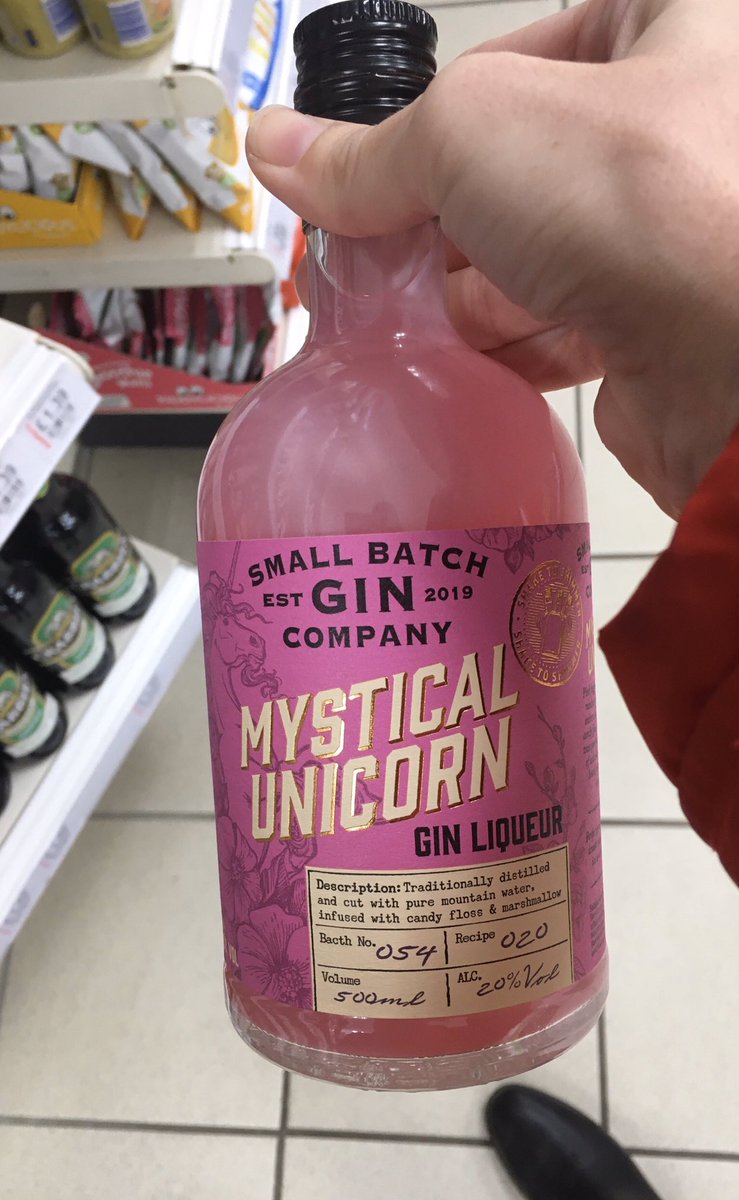 SMALL BATCH
EST GIN 2019
COMPANY
MYSTICAL
UNICORN
GIN LIQUEUR
Description: Traditionally distilled
and cut with pure mountain water,
infused with candy floss & marshmallow
Bacth No. 054
Recipe 020
Volume 500ml
ALC. 20% Vol